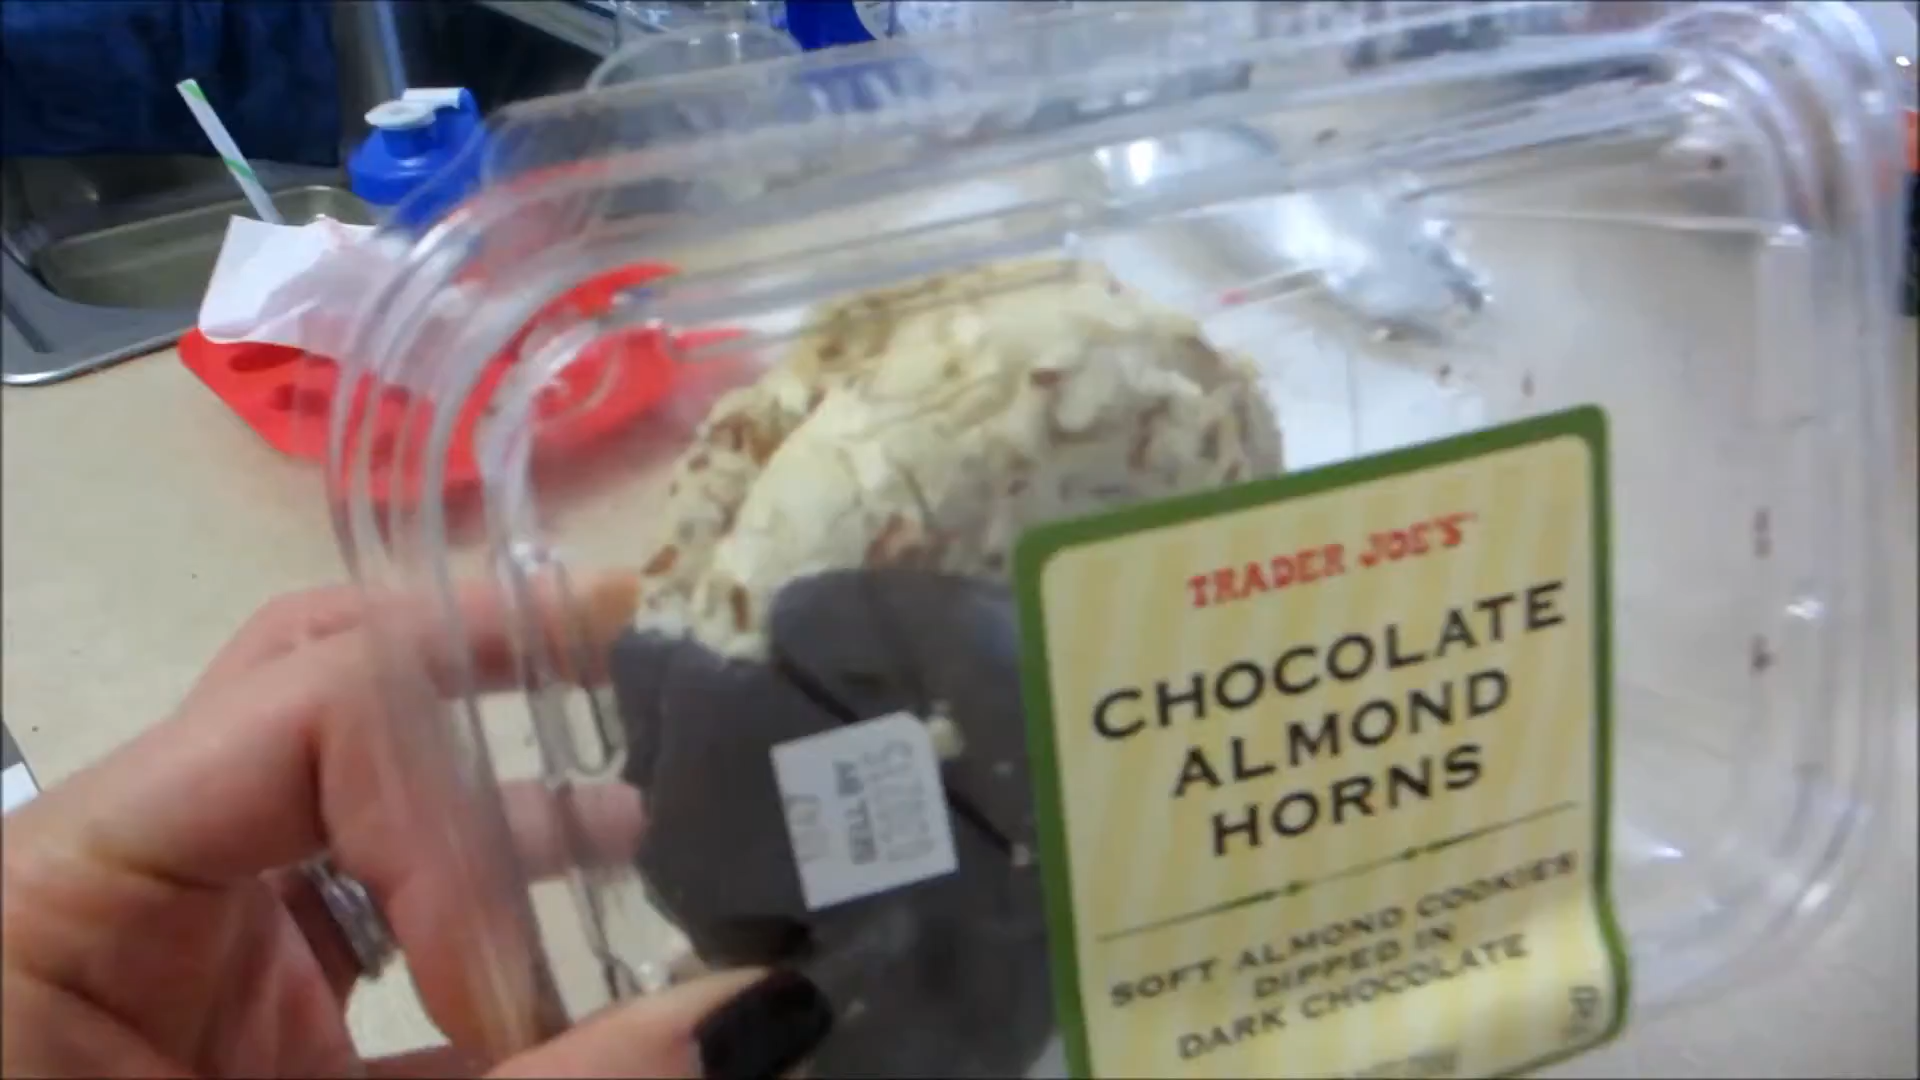 TRADER JOE'S
CHOCOLATE
ALMOND
HORNS
SOFT ALMOND COOKIES
DIPPED IN
DARK CHOCOLATE
SELL BY